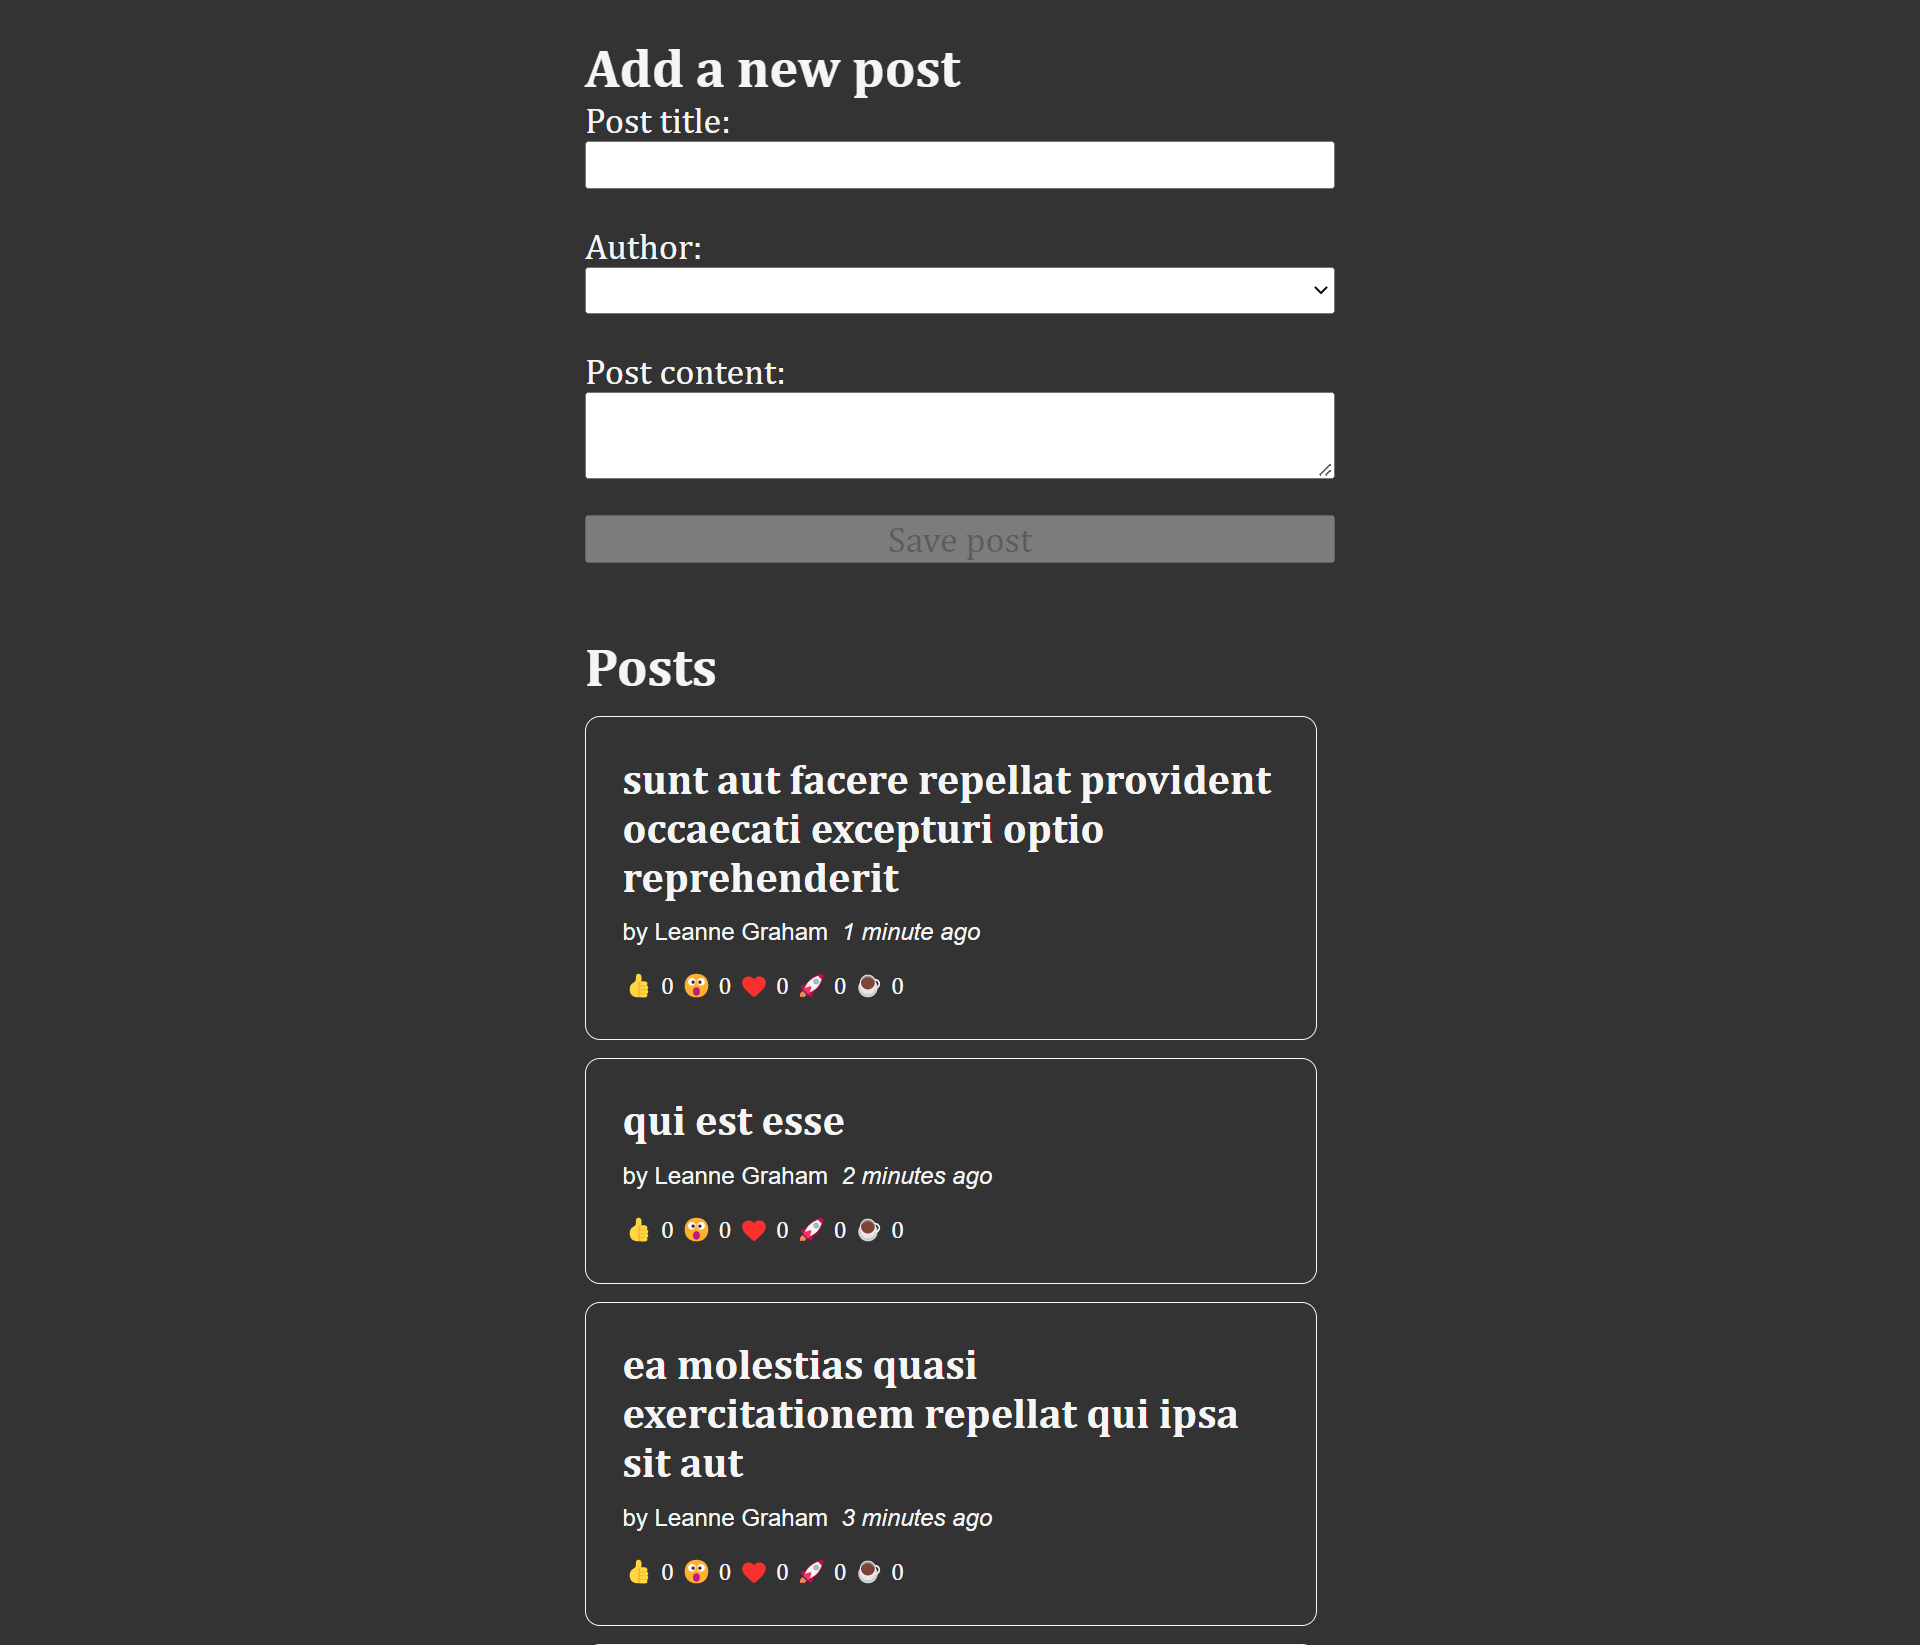 Add a new post
Post title:
Author:
Post content:
Save post
Posts
sunt aut facere repellat provident
occaecati excepturi optio
reprehenderit
by Leanne Graham 1 minute ago
👍 0 😲 0 ❤️ 0 🚀 0 ☕ 0
qui est esse
by Leanne Graham 2 minutes ago
👍 0 😲 0 ❤️ 0 🚀 0 ☕ 0
ea molestias quasi
exercitationem repellat qui ipsa
sit aut
by Leanne Graham 3 minutes ago
👍 0 😲 0 ❤️ 0 🚀 0 ☕ 0